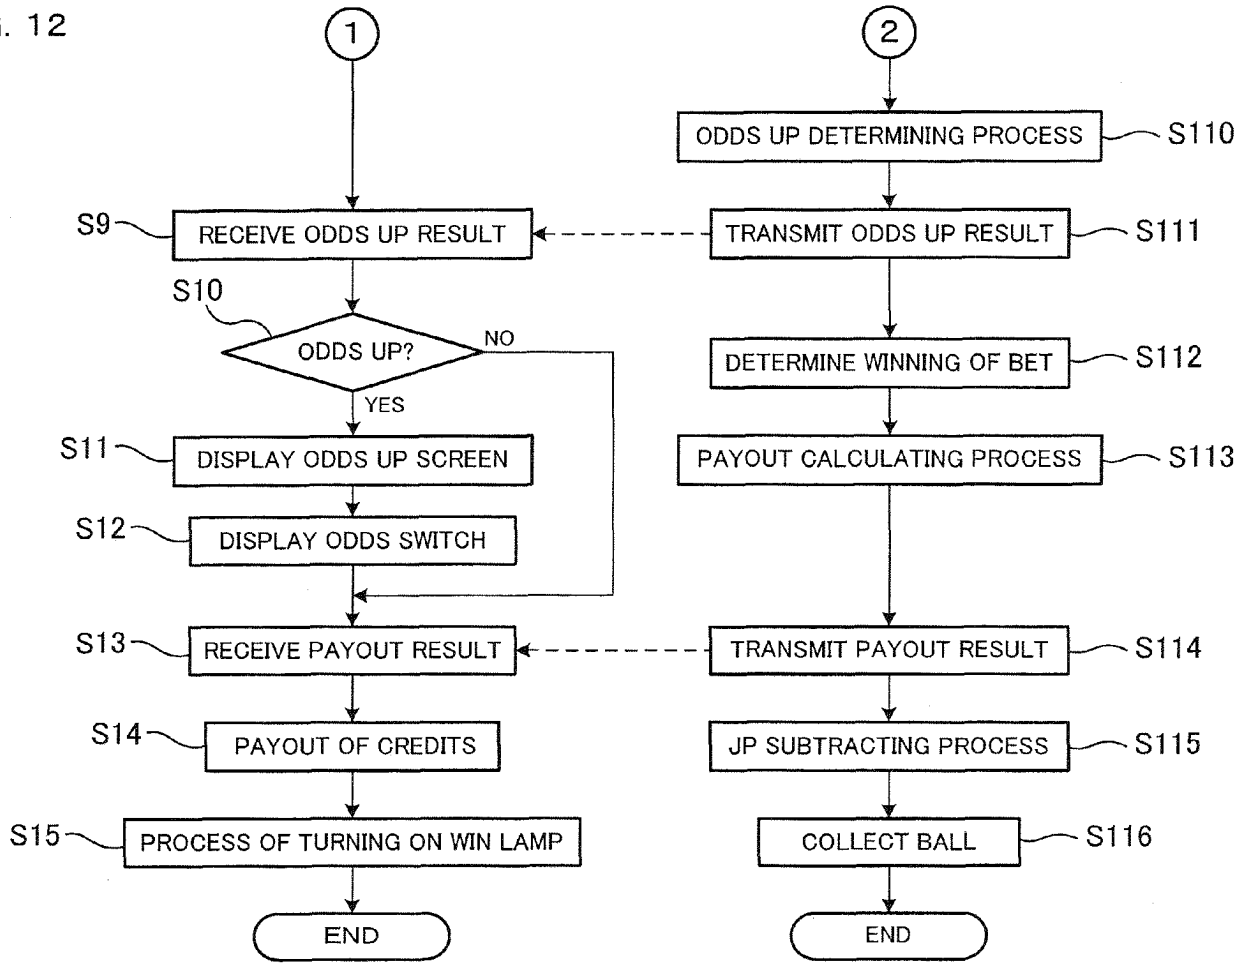 . 12
1
2
ODDS UP DETERMINING PROCESS
S110
S9
RECEIVE ODDS UP RESULT
TRANSMIT ODDS UP RESULT
S111
S10
ODDS UP?
NO
YES
DETERMINE WINNING OF BET
S112
S11
DISPLAY ODDS UP SCREEN
PAYOUT CALCULATING PROCESS
S113
S12
DISPLAY ODDS SWITCH
S13
RECEIVE PAYOUT RESULT
TRANSMIT PAYOUT RESULT
S114
S14
PAYOUT OF CREDITS
JP SUBTRACTING PROCESS
S115
S15
PROCESS OF TURNING ON WIN LAMP
COLLECT BALL
S116
END
END